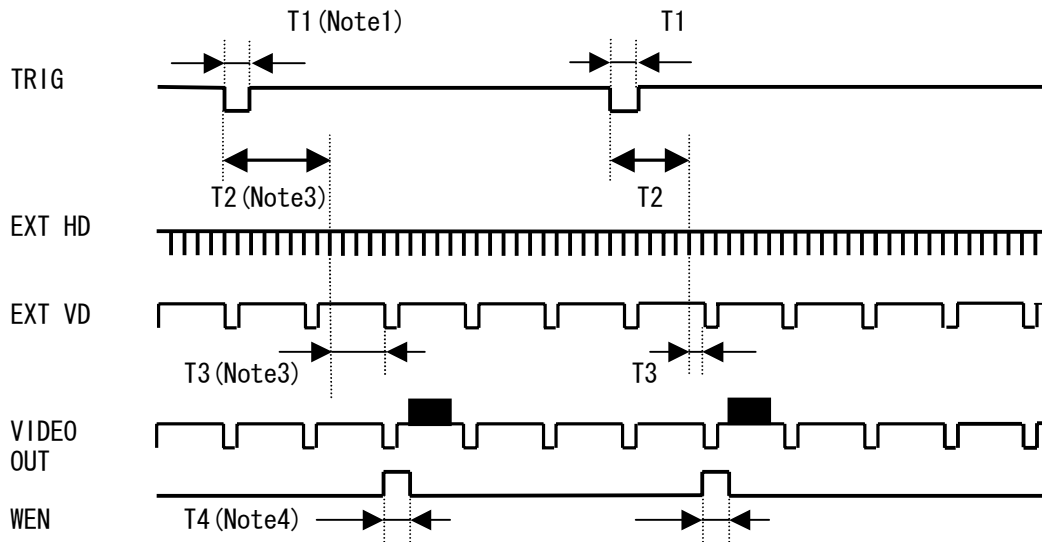 T1(Note1) T1
TRIG
T2(Note3) T2
EXT HD
EXT VD
T3(Note3) T3
VIDEO
OUT
WEN T4(Note4)